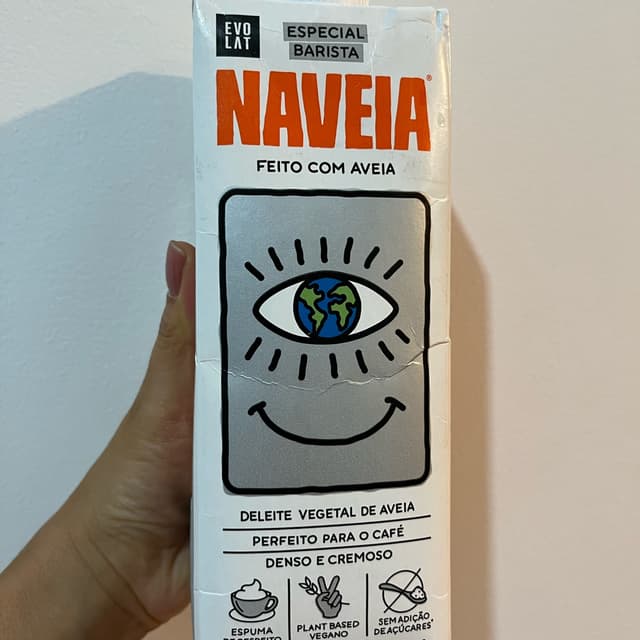 EVO
LAT
ESPECIAL
BARISTA
NAVEIA®
FEITO COM AVEIA
DELEITE VEGETAL DE AVEIA
PERFEITO PARA O CAFÉ
DENSO E CREMOSO
ESPUMA
PLANT BASED
VEGANO
SEM ADIÇÃO
DE AÇÚCARES*